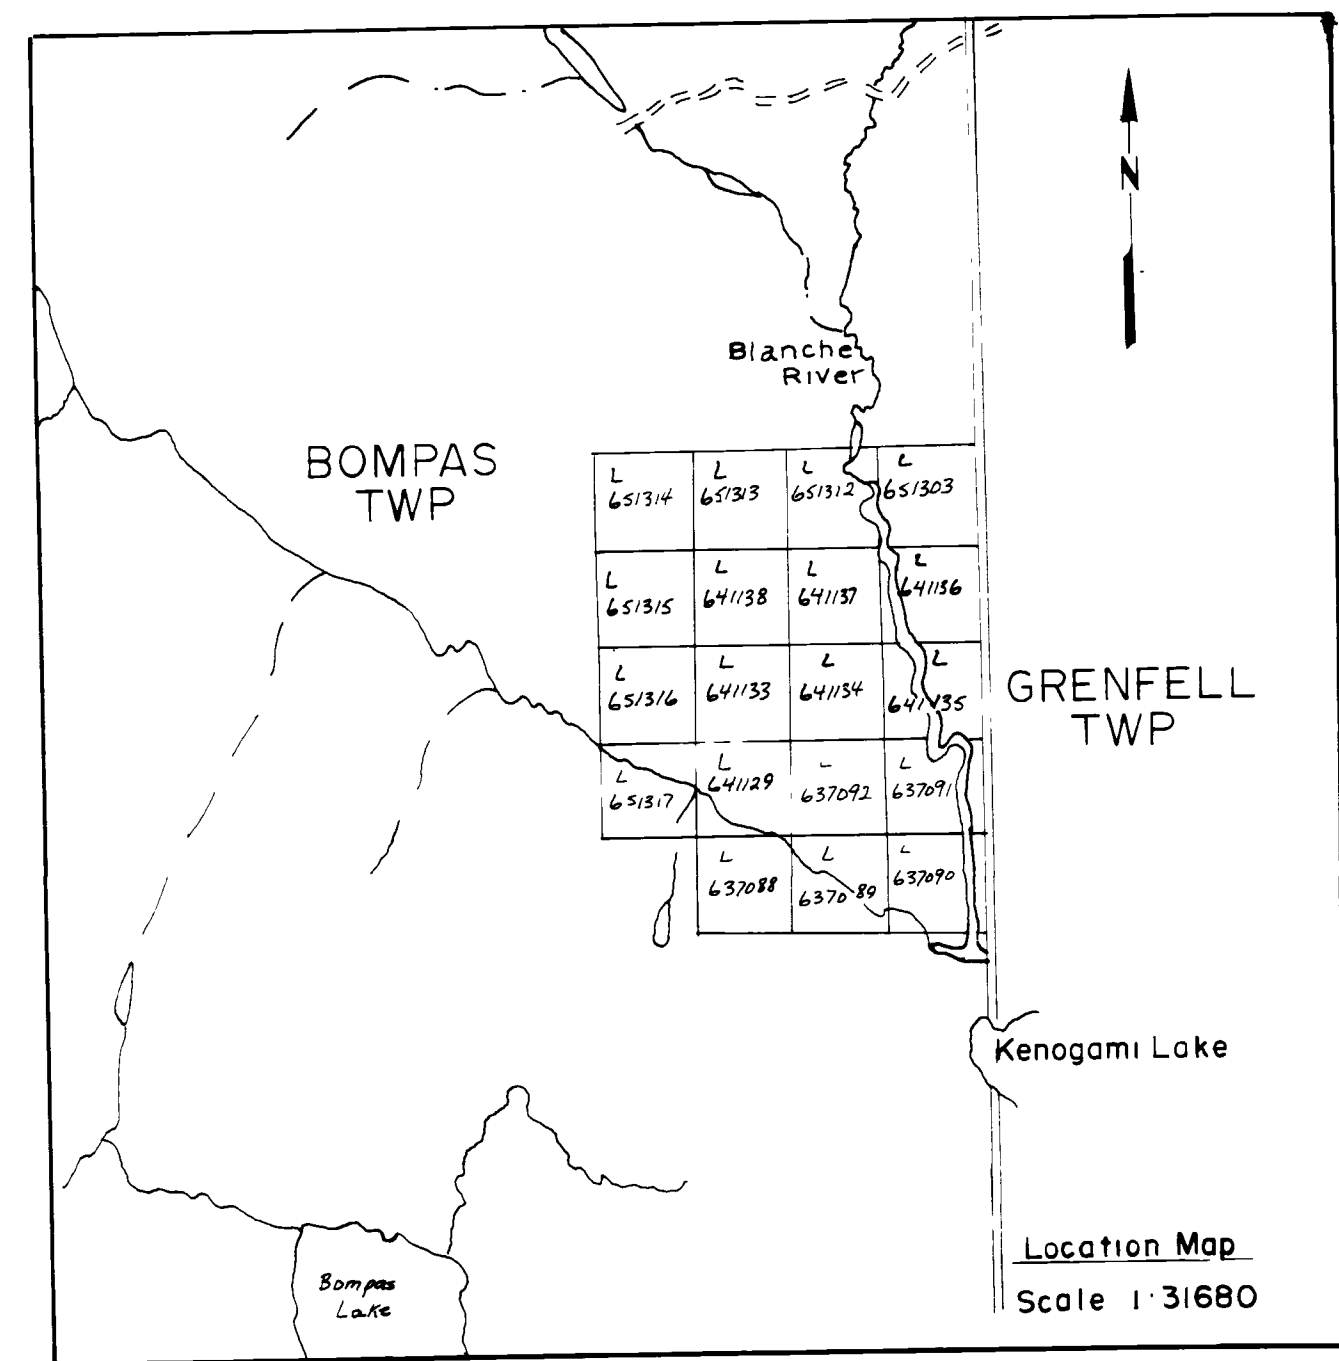 N
Blanche
River
BOMPAS
TWP
L L L L
651314 651313 651312 651303
L L L L
651315 641138 641137 641136
L L L L
651316 641133 641134 641135
GRENFELL
TWP
L L L L
651317 641129 637092 637091
L L L
637088 637089 637090
Kenogami Lake
Bompas
Lake
Location Map
Scale 1:31680